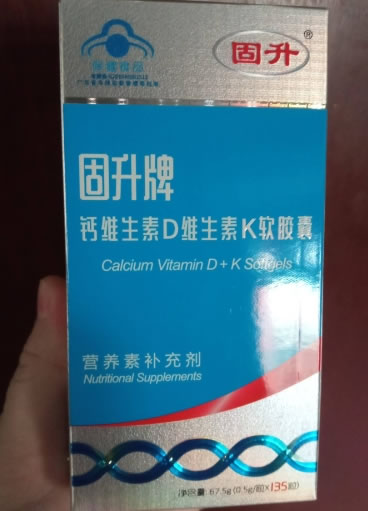 固升®
保健食品
固升牌
钙维生素D维生素K软胶囊
Calcium Vitamin D+K Softgels
营养素补充剂
Nutritional Supplements
净含量: 67.5g(0.5g/粒×135粒)